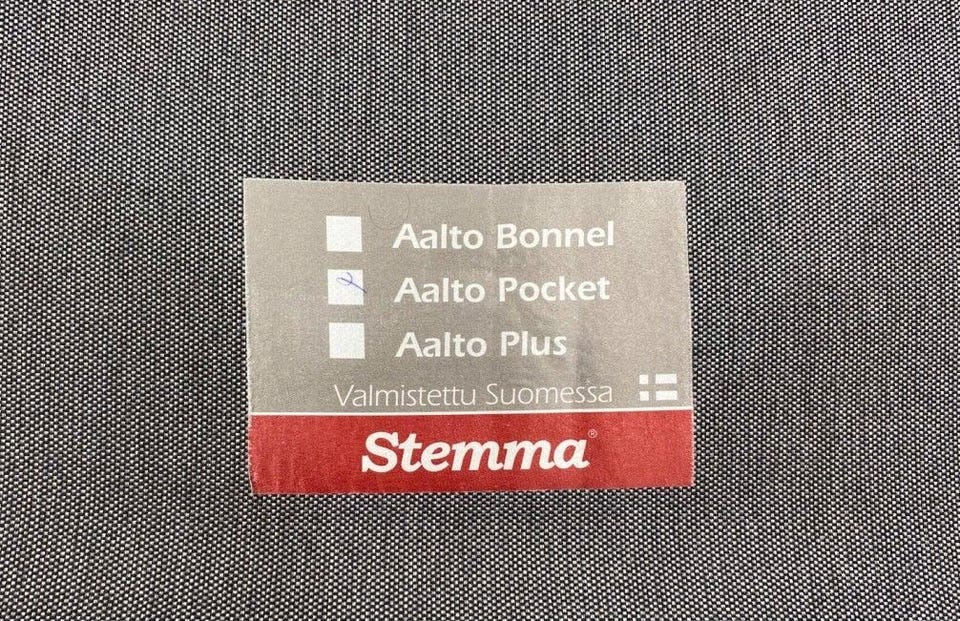 Aalto Bonnel
Aalto Pocket
Aalto Plus
Valmistettu Suomessa
Stemma®